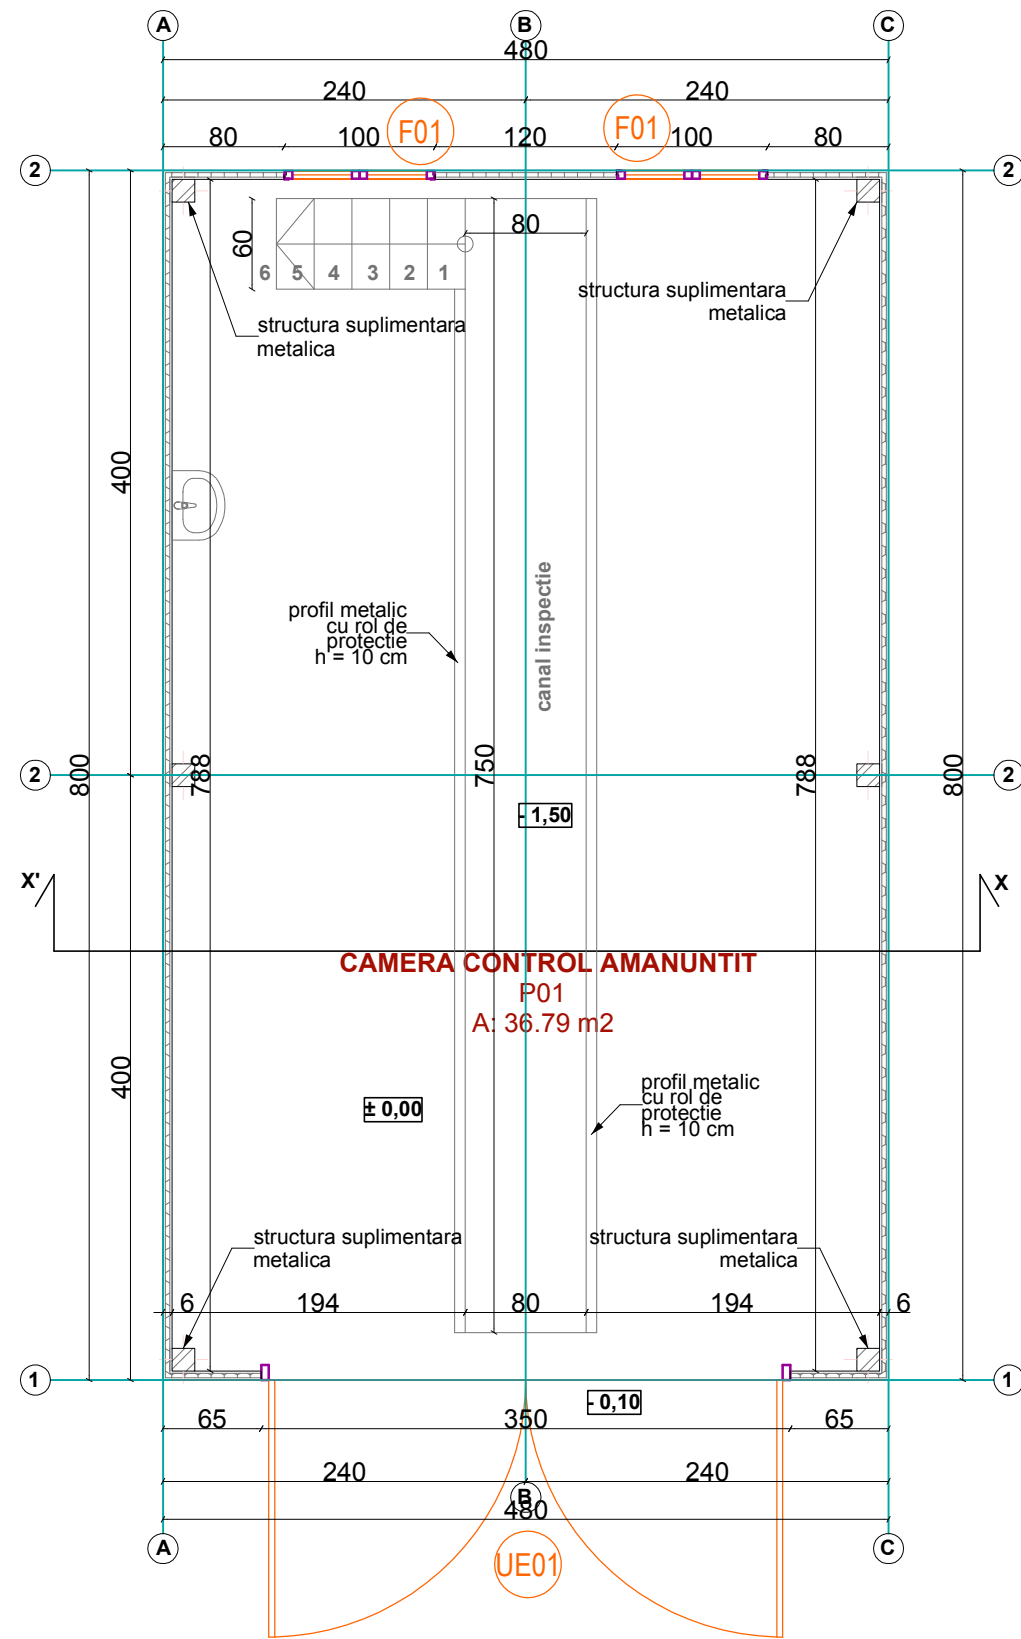 A
B
C
480
240
240
F01
F01
80
100
120
100
80
2
2
60
80
6
5
4
3
2
1
structura suplimentara
metalica
structura suplimentara
metalica
400
canal inspectie
profil metalic
cu rol de
protectie
h = 10 cm
2
800
788
750
788
800
2
- 1,50
X'
X
CAMERA CONTROL AMANUNTIT
P01
A: 36.79 m2
400
± 0,00
profil metalic
cu rol de
protectie
h = 10 cm
structura suplimentara
metalica
structura suplimentara
metalica
6
194
80
194
6
1
1
- 0,10
65
350
65
240
240
B
480
A
UE01
C